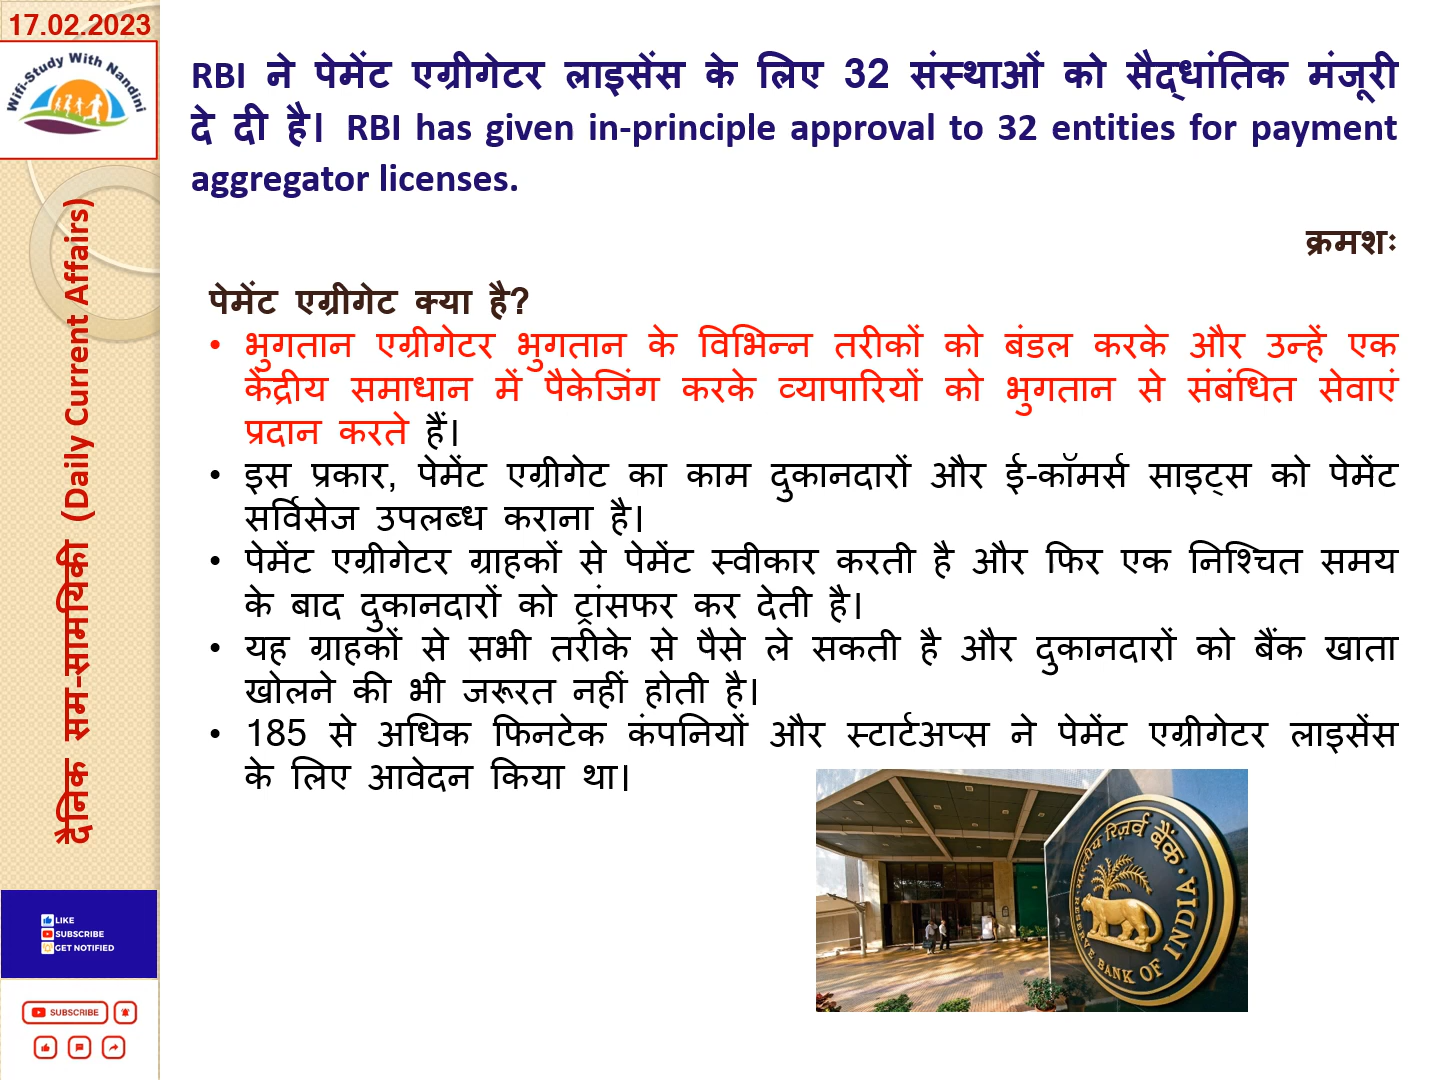 17.02.2023
Wifi-Study With Nandini
RBI ने पेमेंट एग्रीगेटर लाइसेंस के लिए 32 संस्थाओं को सैद्धांतिक मंजूरी
दे दी है। RBI has given in-principle approval to 32 entities for payment
aggregator licenses.
क्रमशः
पेमेंट एग्रीगेट क्या है?
• भुगतान एग्रीगेटर भुगतान के विभिन्न तरीकों को बंडल करके और उन्हें एक
केंद्रीय समाधान में पैकेजिंग करके व्यापारियों को भुगतान से संबंधित सेवाएं
प्रदान करते हैं।
• इस प्रकार, पेमेंट एग्रीगेट का काम दुकानदारों और ई-कॉमर्स साइट्स को पेमेंट
सर्विसेज उपलब्ध कराना है।
• पेमेंट एग्रीगेटर ग्राहकों से पेमेंट स्वीकार करती है और फिर एक निश्चित समय
के बाद दुकानदारों को ट्रांसफर कर देती है।
• यह ग्राहकों से सभी तरीके से पैसे ले सकती है और दुकानदारों को बैंक खाता
खोलने की भी जरूरत नहीं होती है।
• 185 से अधिक फिनटेक कंपनियों और स्टार्टअप्स ने पेमेंट एग्रीगेटर लाइसेंस
के लिए आवेदन किया था।
दैनिक सम-सामयिकी (Daily Current Affairs)
LIKE
SUBSCRIBE
GET NOTIFIED
SUBSCRIBE
भारतीय रिज़र्व बैंक
RESERVE BANK OF INDIA